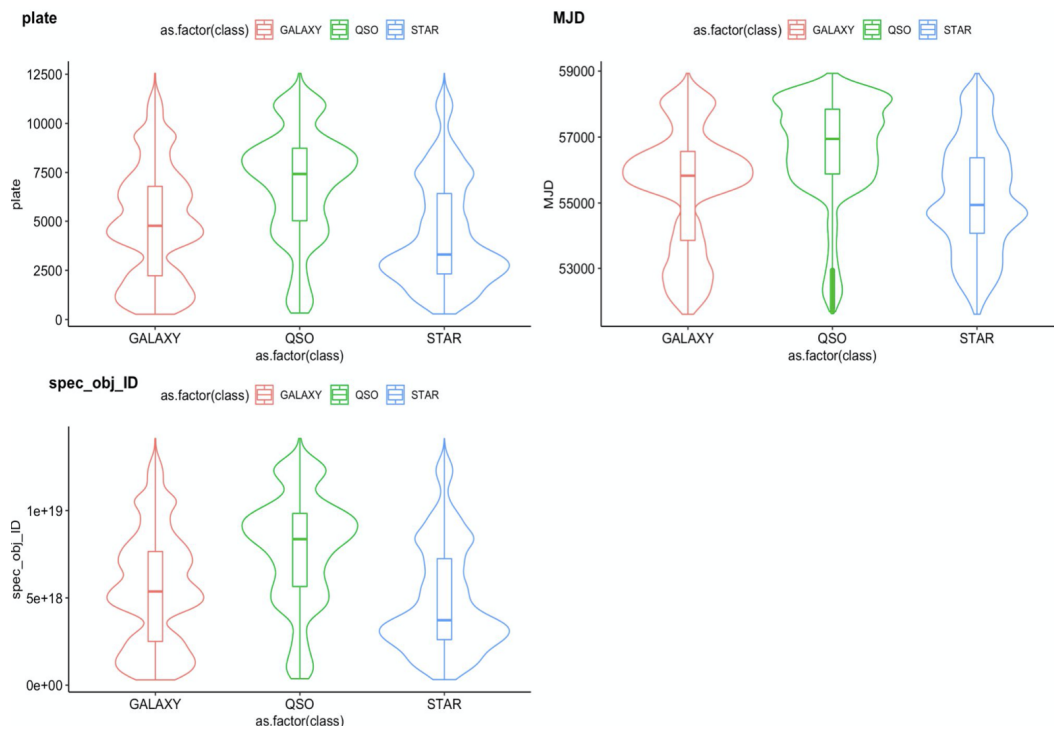 plate
as.factor(class) GALAXY QSO STAR
12500
10000
7500
5000
2500
0
plate
GALAXY QSO STAR
as.factor(class)
MJD
as.factor(class) GALAXY QSO STAR
59000
57000
55000
53000
MJD
GALAXY QSO STAR
as.factor(class)
spec_obj_ID
as.factor(class) GALAXY QSO STAR
1e+19
5e+18
0e+00
spec_obj_ID
GALAXY QSO STAR
as.factor(class)